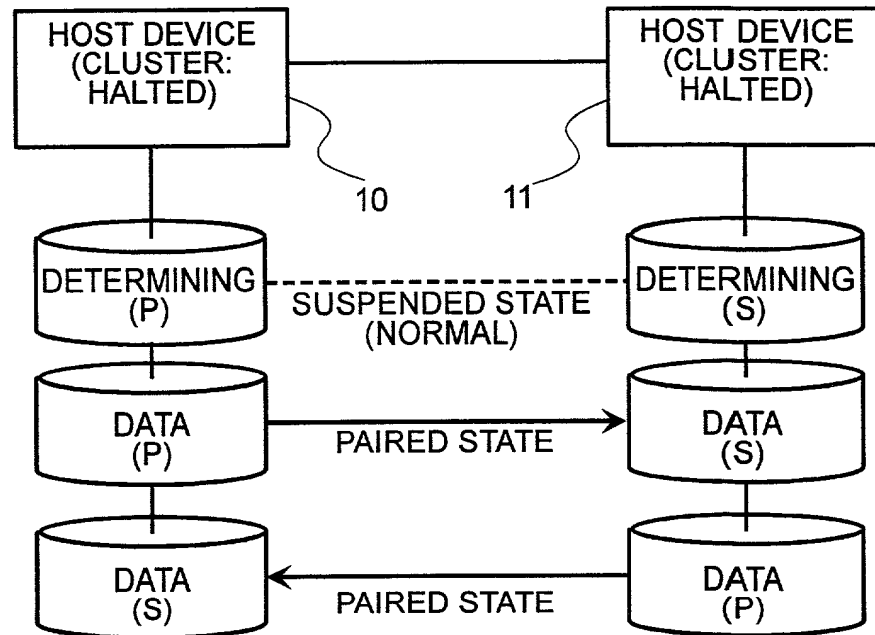 HOST DEVICE
(CLUSTER:
HALTED)
HOST DEVICE
(CLUSTER:
HALTED)
10
11
DETERMINING
(P)
SUSPENDED STATE
(NORMAL)
DETERMINING
(S)
DATA
(P)
PAIRED STATE
DATA
(S)
DATA
(S)
PAIRED STATE
DATA
(P)